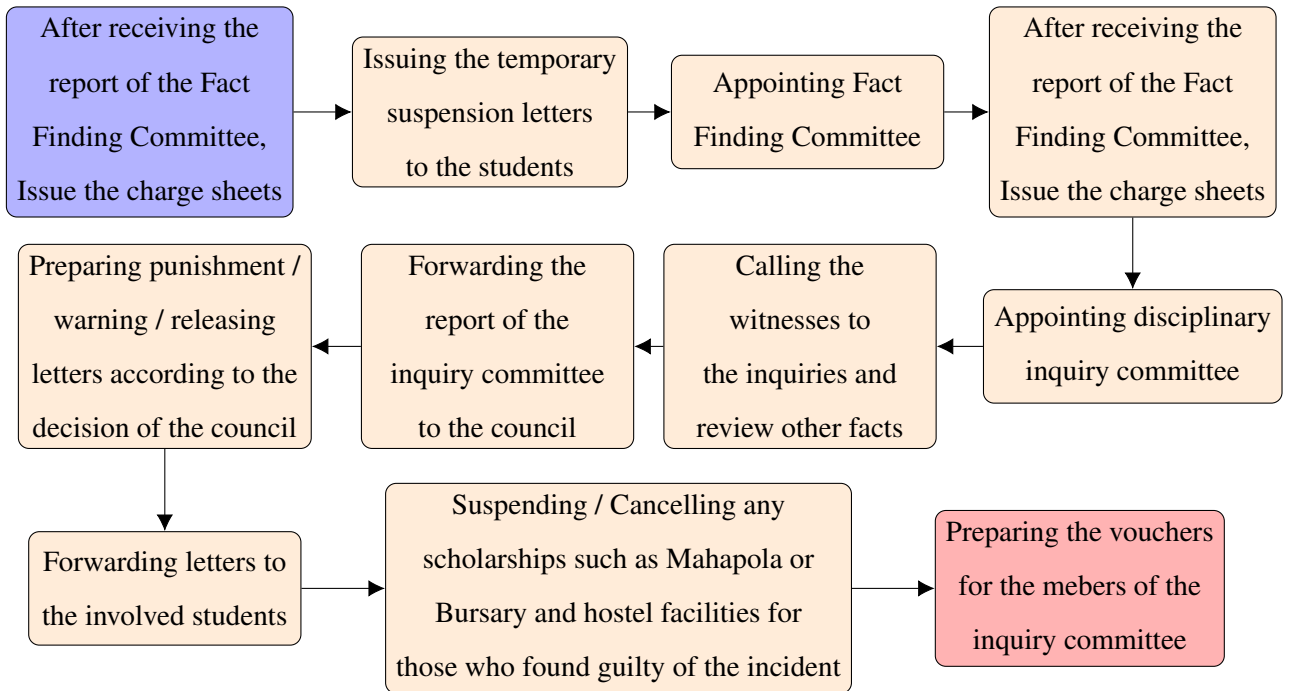 After receiving the
report of the Fact
Finding Committee,
Issue the charge sheets
Issuing the temporary
suspension letters
to the students
Appointing Fact
Finding Committee
After receiving the
report of the Fact
Finding Committee,
Issue the charge sheets
Appointing disciplinary
inquiry committee
Calling the
witnesses to
the inquiries and
review other facts
Forwarding the
report of the
inquiry committee
to the council
Preparing punishment /
warning / releasing
letters according to the
decision of the council
Forwarding letters to
the involved students
Suspending / Cancelling any
scholarships such as Mahapola or
Bursary and hostel facilities for
those who found guilty of the incident
Preparing the vouchers
for the mebers of the
inquiry committee